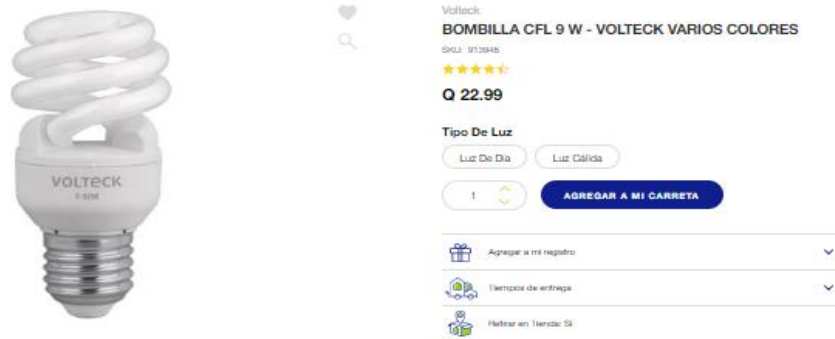 Volteck
BOMBILLA CFL 9 W - VOLTECK VARIOS COLORES
SKU: 913948
Q 22.99
Tipo De Luz
Luz De Día
Luz Cálida
1
AGREGAR A MI CARRETA
Agregar a mi registro
Tiempos de entrega
Retirar en Tienda: Si
VOLTECK